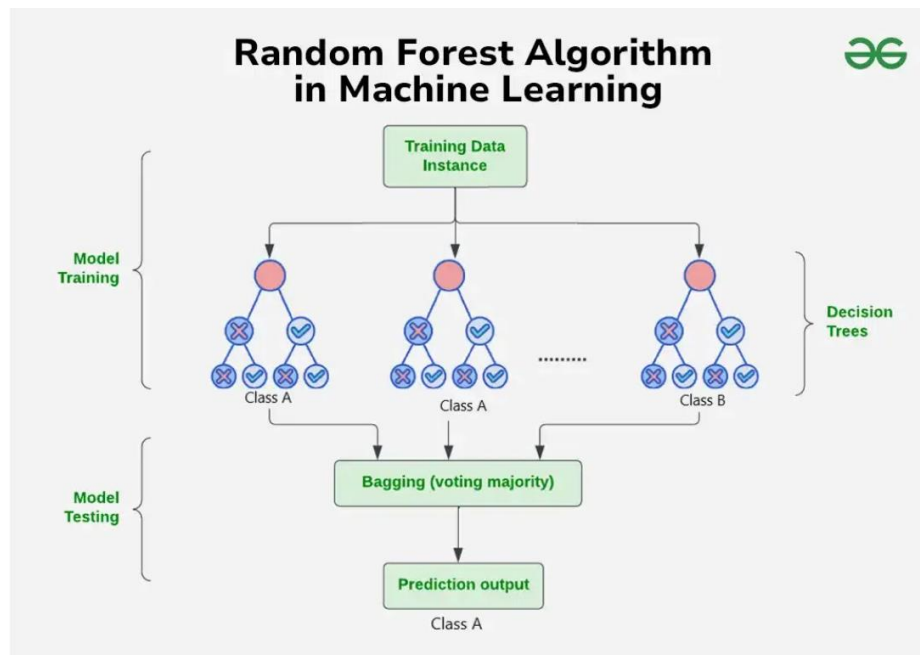 Random Forest Algorithm
in Machine Learning
Training Data
Instance
Model
Training
Decision
Trees
.........
Class A
Class A
Class B
Bagging (voting majority)
Model
Testing
Prediction output
Class A